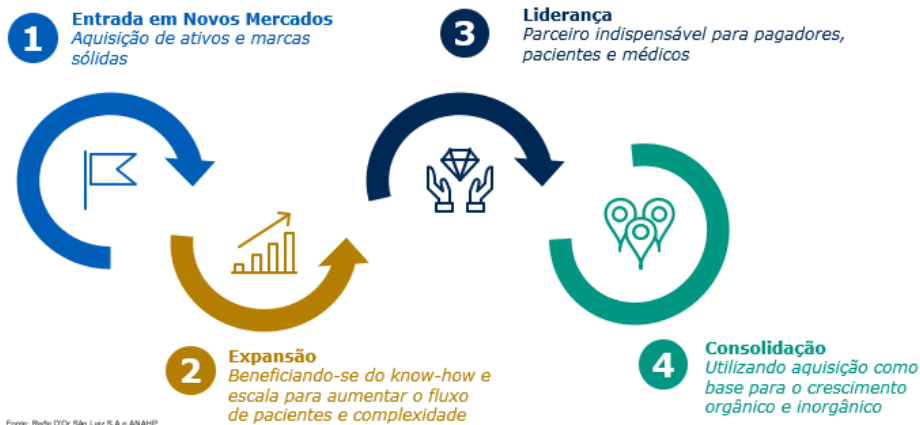 1
Entrada em Novos Mercados
Aquisição de ativos e marcas
sólidas
2
Expansão
Beneficiando-se do know-how e
escala para aumentar o fluxo
de pacientes e complexidade
3
Liderança
Parceiro indispensável para pagadores,
pacientes e médicos
4
Consolidação
Utilizando aquisição como
base para o crescimento
orgânico e inorgânico
Fonte: Rede D'Or São Luiz S.A e ANAHP